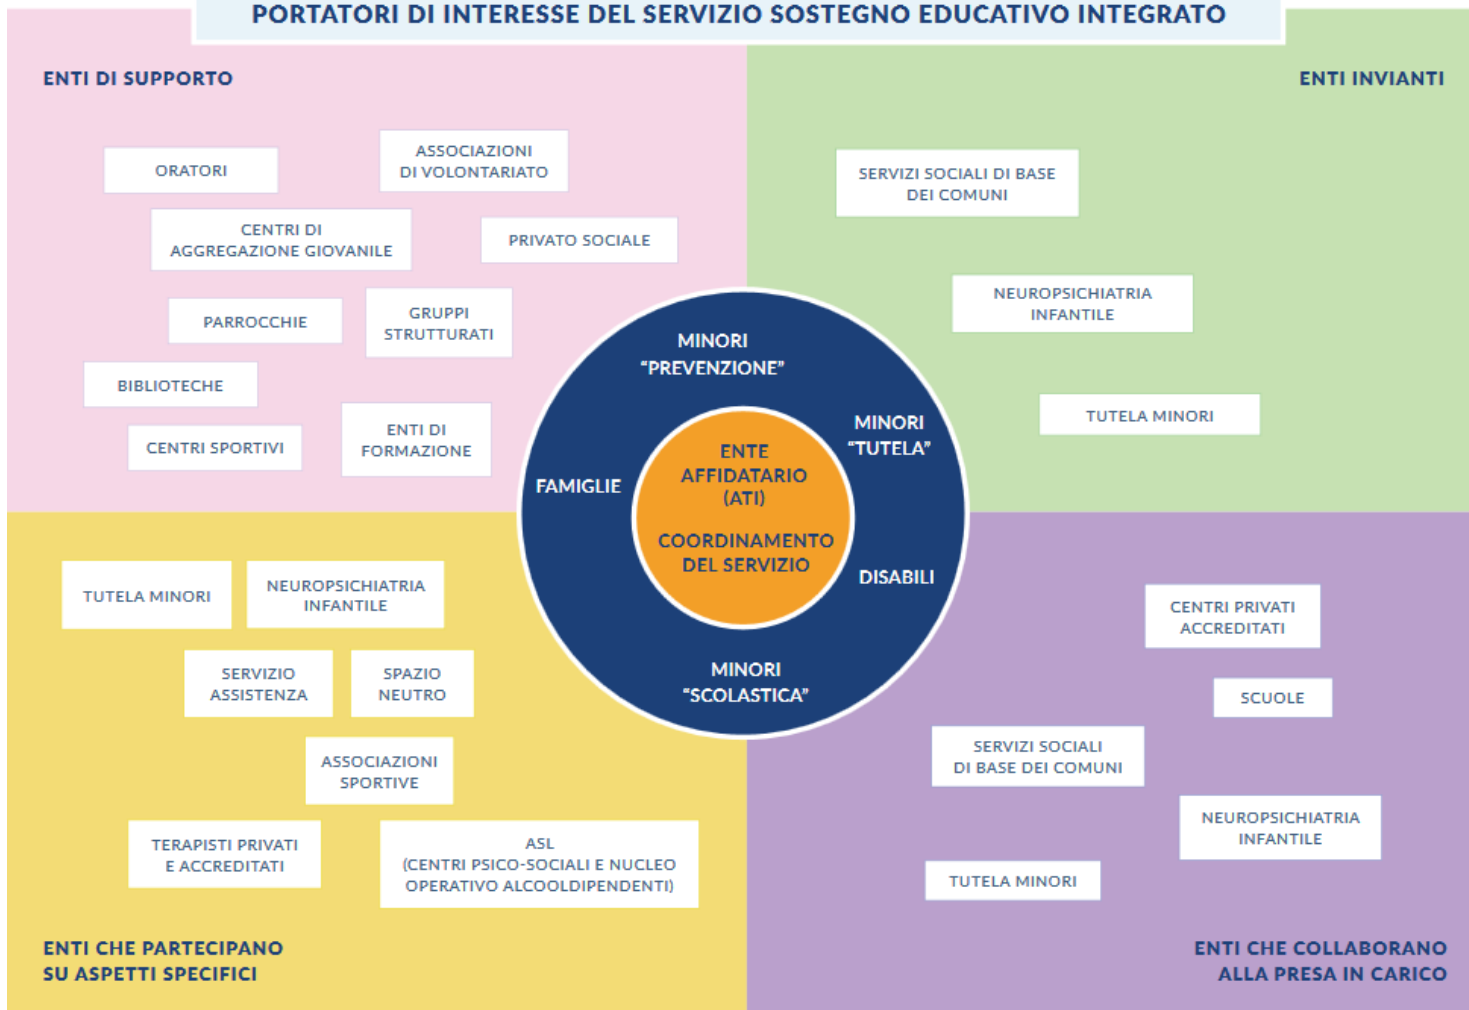 PORTATORI DI INTERESSE DEL SERVIZIO SOSTEGNO EDUCATIVO INTEGRATO
ENTI DI SUPPORTO
ORATORI
ASSOCIAZIONI
DI VOLONTARIATO
CENTRI DI
AGGREGAZIONE GIOVANILE
PRIVATO SOCIALE
PARROCCHIE
GRUPPI
STRUTTURATI
BIBLIOTECHE
CENTRI SPORTIVI
ENTI DI
FORMAZIONE
ENTI INVIANTI
SERVIZI SOCIALI DI BASE
DEI COMUNI
NEUROPSICHIATRIA
INFANTILE
TUTELA MINORI
MINORI
“PREVENZIONE”
MINORI
“TUTELA”
FAMIGLIE
DISABILI
MINORI
“SCOLASTICA”
ENTE
AFFIDATARIO
(ATI)
COORDINAMENTO
DEL SERVIZIO
TUTELA MINORI
NEUROPSICHIATRIA
INFANTILE
SERVIZIO
ASSISTENZA
SPAZIO
NEUTRO
ASSOCIAZIONI
SPORTIVE
TERAPISTI PRIVATI
E ACCREDITATI
ASL
(CENTRI PSICO-SOCIALI E NUCLEO
OPERATIVO ALCOOLDIPENDENTI)
ENTI CHE PARTECIPANO
SU ASPETTI SPECIFICI
CENTRI PRIVATI
ACCREDITATI
SCUOLE
SERVIZI SOCIALI
DI BASE DEI COMUNI
NEUROPSICHIATRIA
INFANTILE
TUTELA MINORI
ENTI CHE COLLABORANO
ALLA PRESA IN CARICO